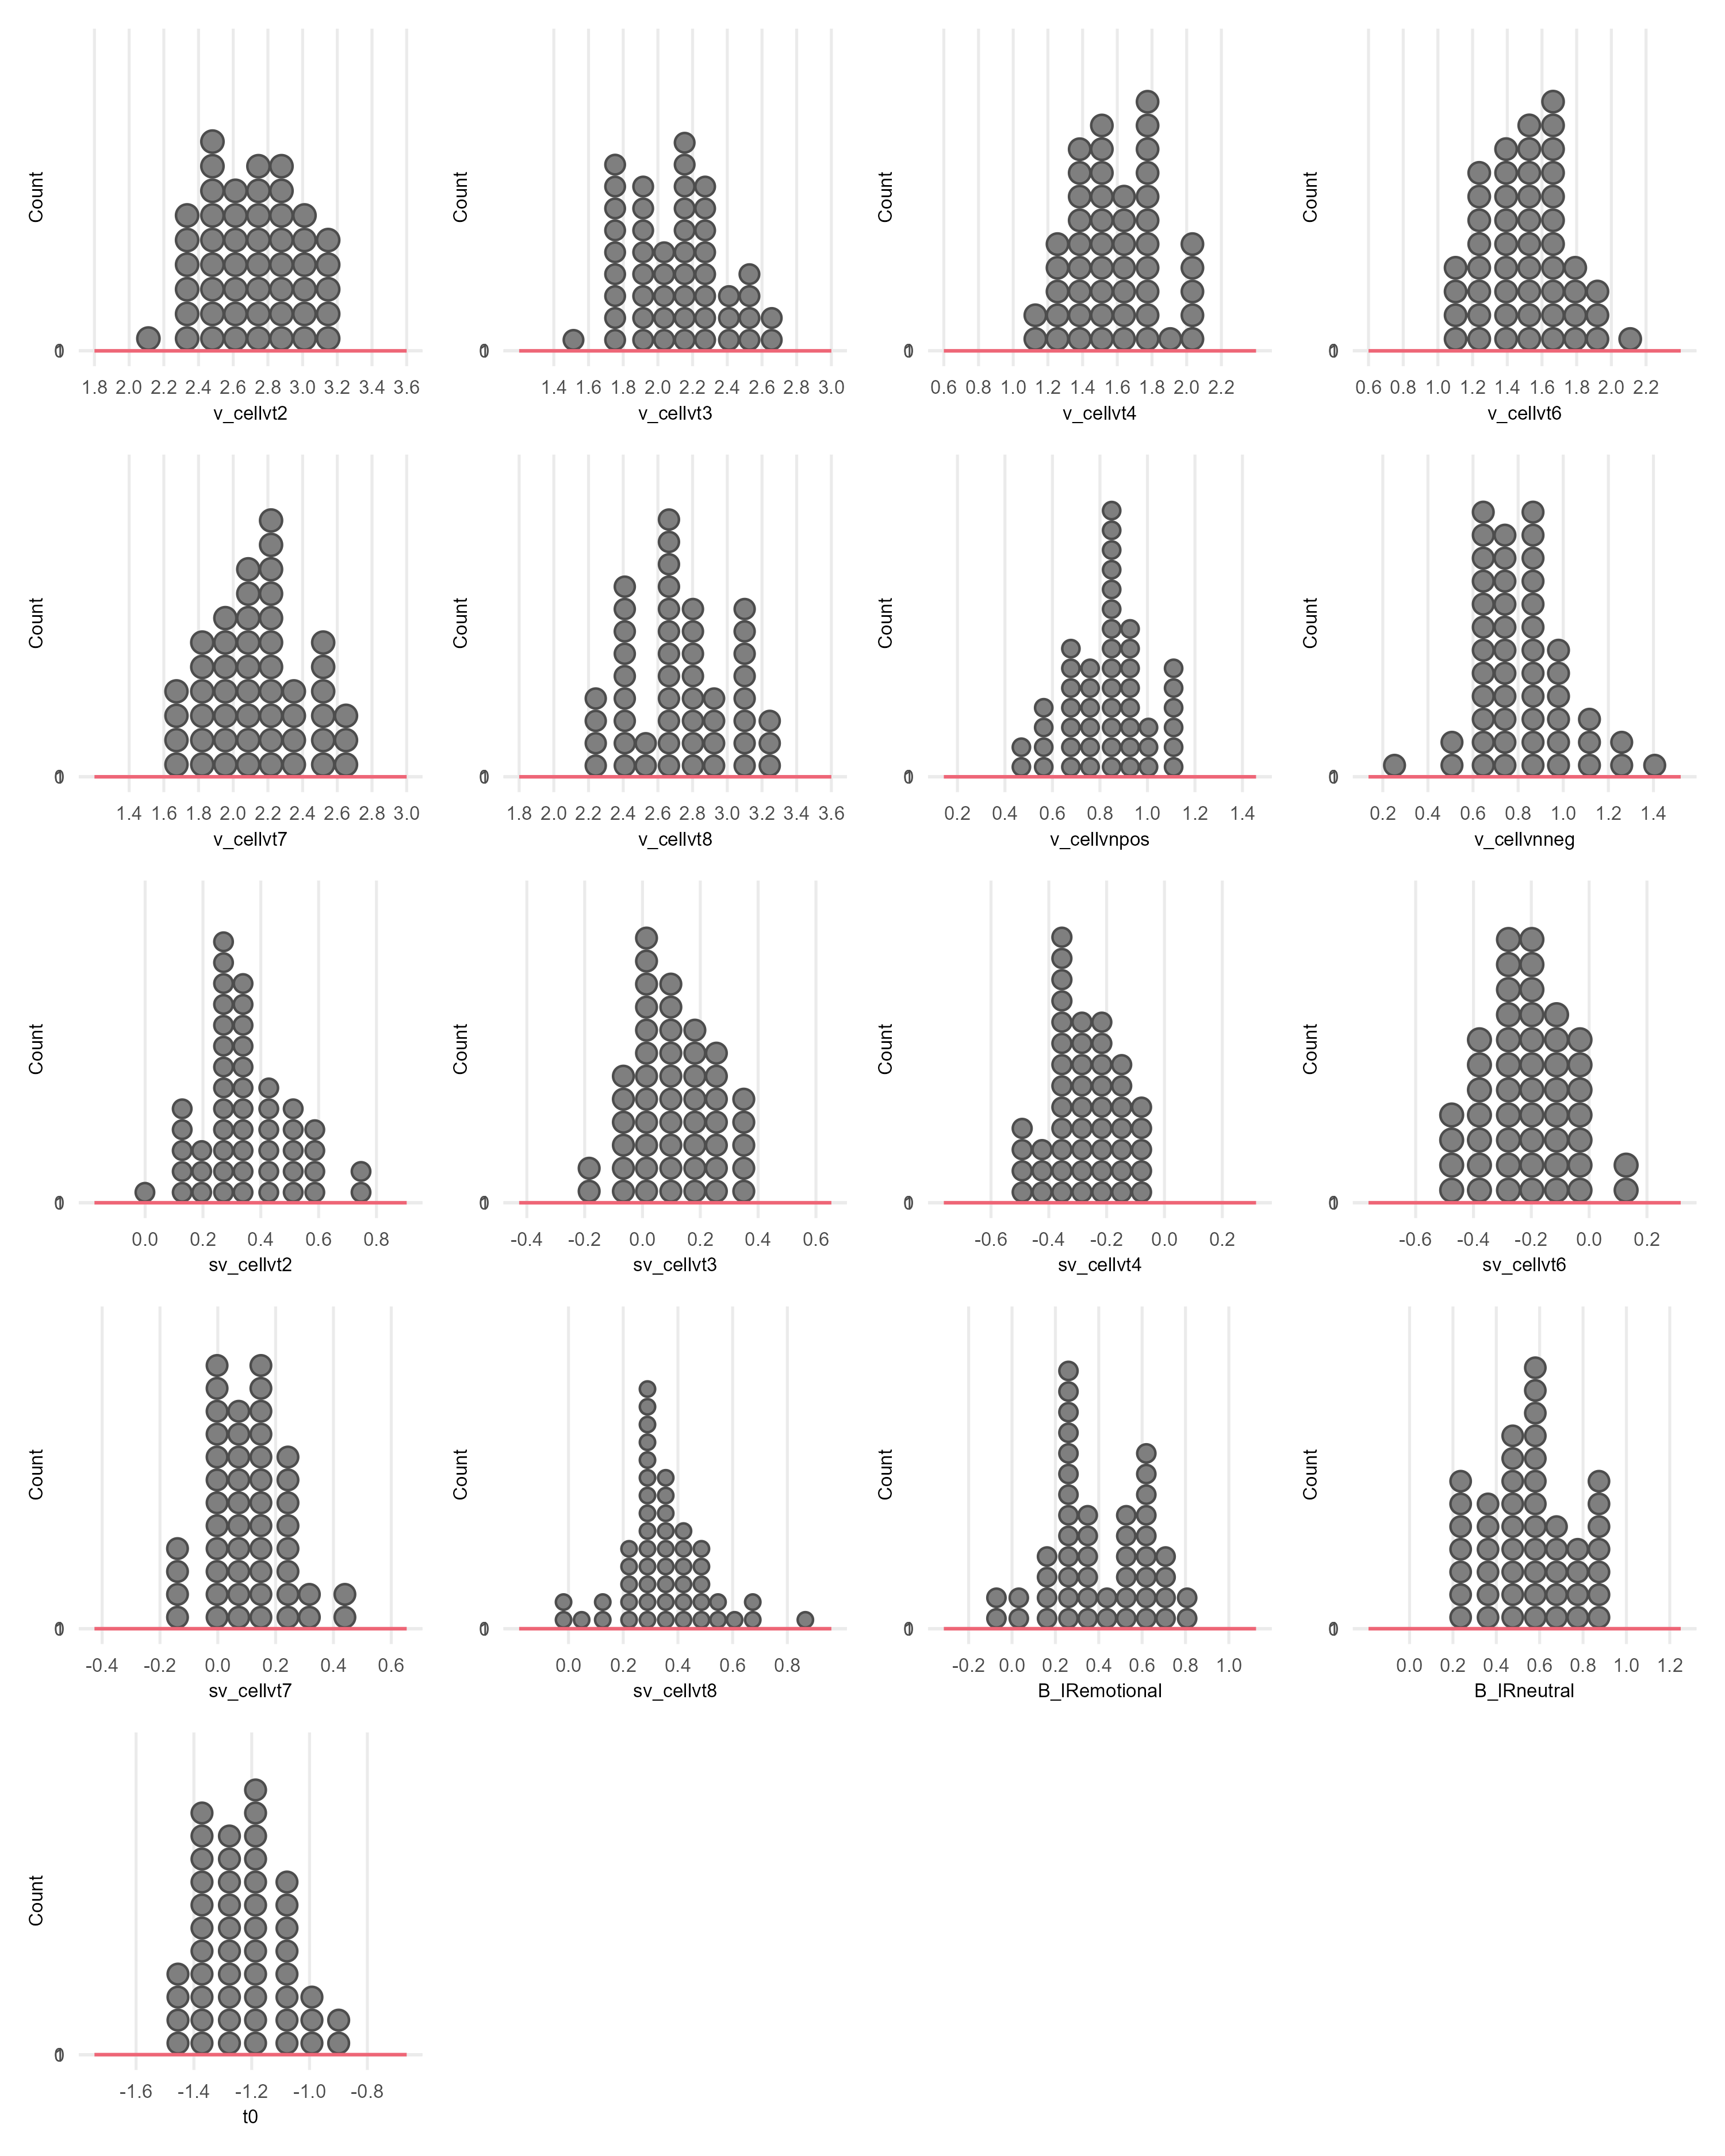 Count
Count
Count
Count
0 0 0 0
1.8 2.0 2.2 2.4 2.6 2.8 3.0 3.2 3.4 3.6
1.4 1.6 1.8 2.0 2.2 2.4 2.6 2.8 3.0
0.6 0.8 1.0 1.2 1.4 1.6 1.8 2.0 2.2
0.6 0.8 1.0 1.2 1.4 1.6 1.8 2.0 2.2
v_cellvt2
v_cellvt3
v_cellvt4
v_cellvt6
Count
Count
Count
Count
0 0 0 0
1.4 1.6 1.8 2.0 2.2 2.4 2.6 2.8 3.0
1.8 2.0 2.2 2.4 2.6 2.8 3.0 3.2 3.4 3.6
0.2 0.4 0.6 0.8 1.0 1.2 1.4
0.2 0.4 0.6 0.8 1.0 1.2 1.4
v_cellvt7
v_cellvt8
v_cellvnpos
v_cellvnneg
Count
Count
Count
Count
0 0 0 0
0.0 0.2 0.4 0.6 0.8
-0.4 -0.2 0.0 0.2 0.4 0.6
-0.6 -0.4 -0.2 0.0 0.2
-0.6 -0.4 -0.2 0.0 0.2
sv_cellvt2
sv_cellvt3
sv_cellvt4
sv_cellvt6
Count
Count
Count
Count
0 0 0 0
-0.4 -0.2 0.0 0.2 0.4 0.6
0.0 0.2 0.4 0.6 0.8
-0.2 0.0 0.2 0.4 0.6 0.8 1.0
0.0 0.2 0.4 0.6 0.8 1.0 1.2
sv_cellvt7
sv_cellvt8
B_IRemotional
B_IRneutral
Count
0
-1.6 -1.4 -1.2 -1.0 -0.8
t0